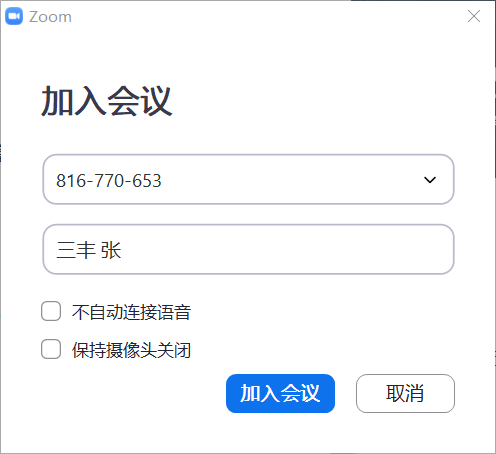 Zoom
加入会议
816-770-653
三丰 张
不自动连接语音
保持摄像头关闭
加入会议 取消